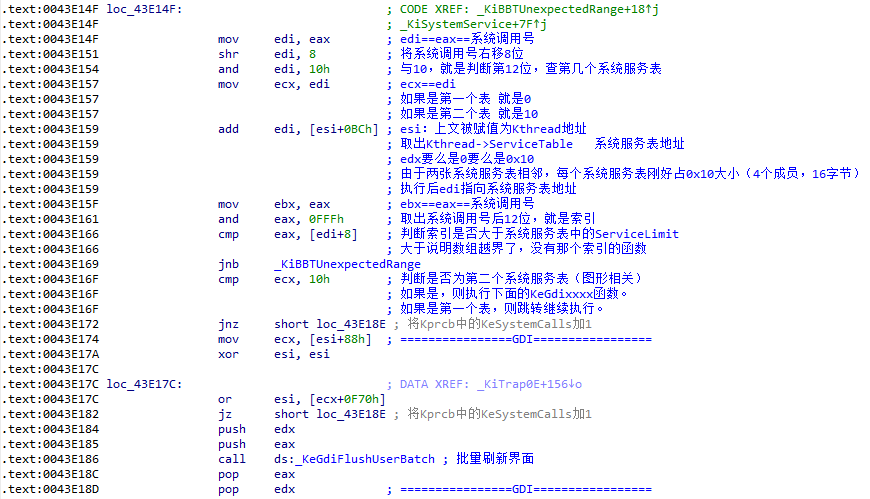 .text:0043E14F loc_43E14F: ; CODE XREF: _KiBBTUnexpectedRange+18↑j
.text:0043E14F ; _KiSystemService+7F↑j
.text:0043E14F mov edi, eax ; edi==eax==系统调用号
.text:0043E151 shr edi, 8 ; 将系统调用号右移8位
.text:0043E154 and edi, 10h ; 与10，就是判断第12位，查第几个系统服务表
.text:0043E157 mov ecx, edi ; ecx==edi
.text:0043E157 ; 如果是第一个表 就是0
.text:0043E157 ; 如果是第二个表 就是10
.text:0043E159 add edi, [esi+0BCh] ; esi：上文被赋值为Kthread地址
.text:0043E159 ; 取出Kthread->ServiceTable 系统服务表地址
.text:0043E159 ; edx要么是0要么是0x10
.text:0043E159 ; 由于两张系统服务表相邻，每个系统服务表刚好占0x10大小（4个成员，16字节）
.text:0043E159 ; 执行后edi指向系统服务表地址
.text:0043E15F mov ebx, eax ; ebx==eax==系统调用号
.text:0043E161 and eax, 0FFFh ; 取出系统调用号后12位，就是索引
.text:0043E166 cmp eax, [edi+8] ; 判断索引是否大于系统服务表中的ServiceLimit
.text:0043E166 ; 大于说明数组越界了，没有那个索引的函数
.text:0043E169 jnb _KiBBTUnexpectedRange
.text:0043E16F cmp ecx, 10h ; 判断是否为第二个系统服务表（图形相关）
.text:0043E16F ; 如果是，则执行下面的KeGdixxxx函数。
.text:0043E16F ; 如果是第一个表，则跳转继续执行。
.text:0043E172 jnz short loc_43E18E ; 将Kprcb中的KeSystemCalls加1
.text:0043E174 mov ecx, [esi+88h] ; =================GDI=================
.text:0043E17A xor esi, esi
.text:0043E17C
.text:0043E17C loc_43E17C: ; DATA XREF: _KiTrap0E+156↓o
.text:0043E17C or esi, [ecx+0F70h]
.text:0043E182 jz short loc_43E18E ; 将Kprcb中的KeSystemCalls加1
.text:0043E184 push edx
.text:0043E185 push eax
.text:0043E186 call ds:_KeGdiFlushUserBatch ; 批量刷新界面
.text:0043E18C pop eax
.text:0043E18D pop edx ; =================GDI=================